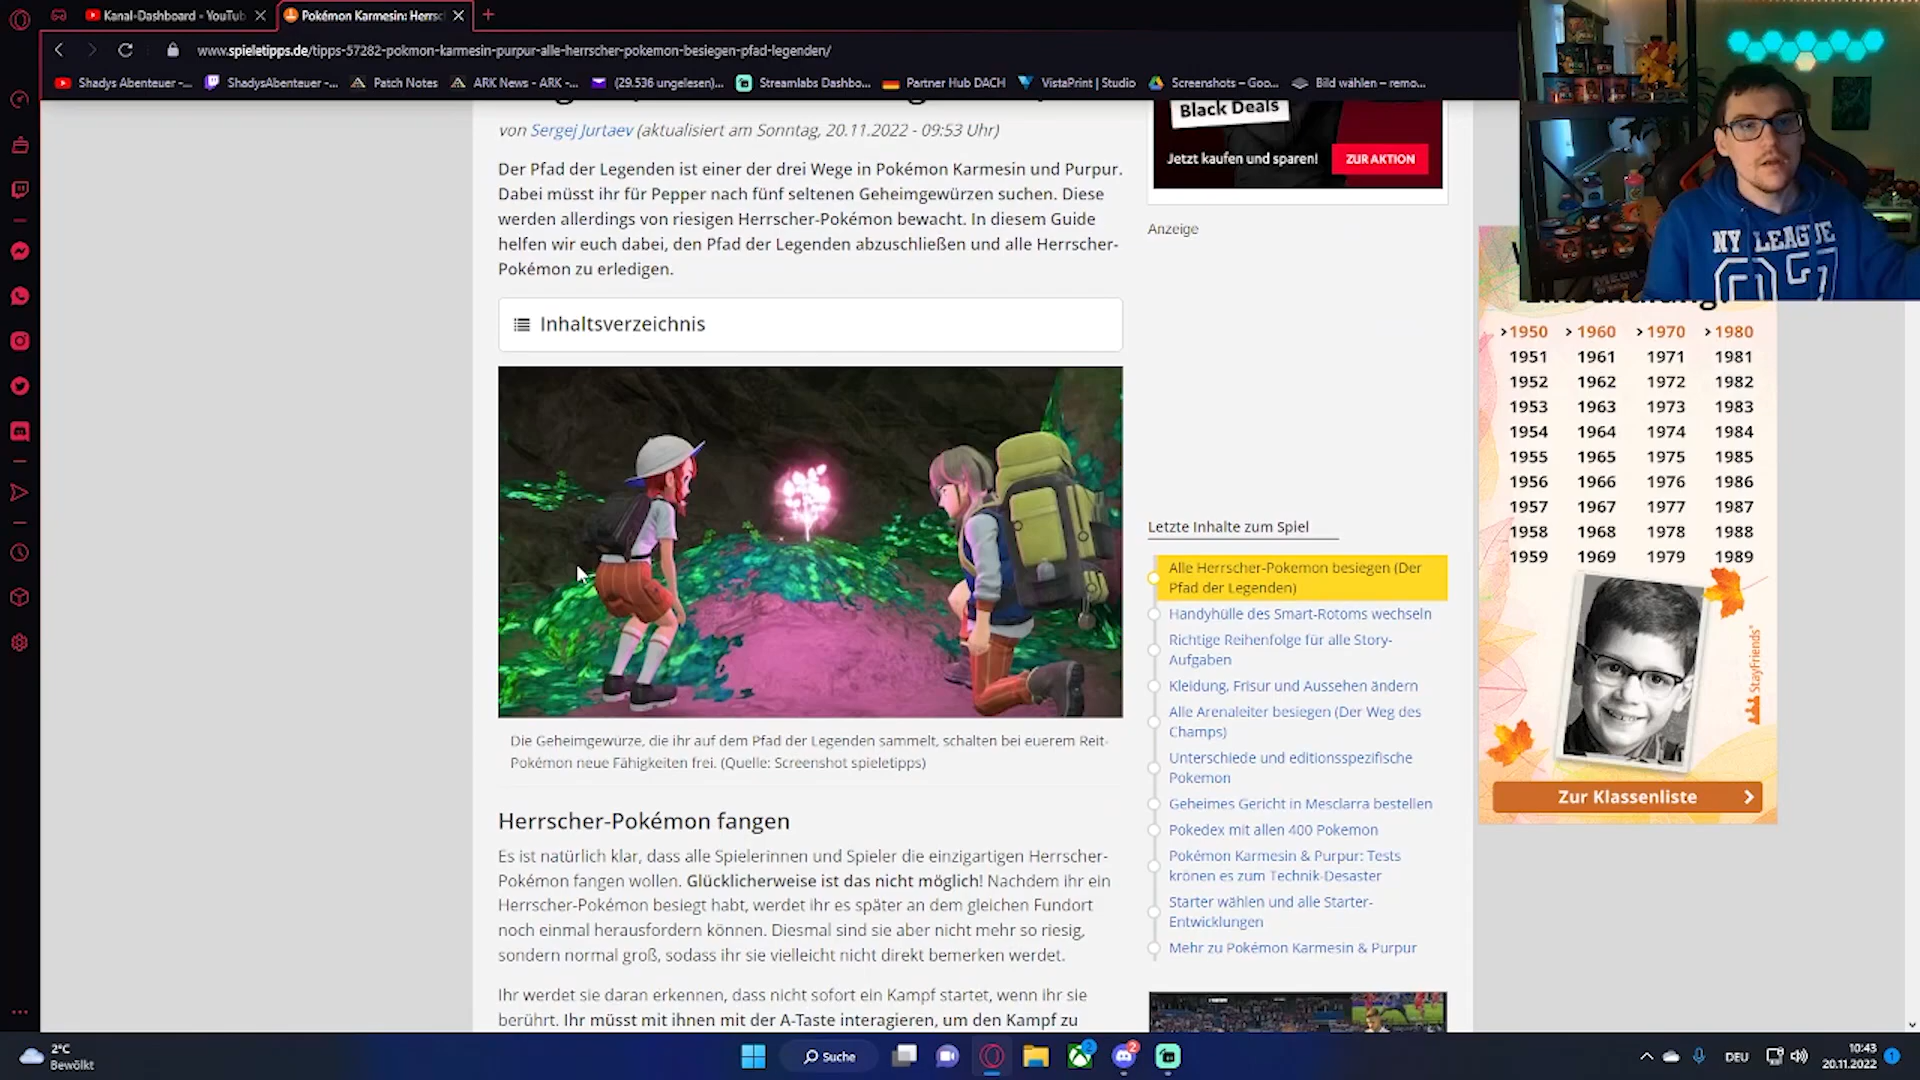 Kanal-Dashboard - YouTub
Pokémon Karmesin: Herrsc
www.spieletipps.de/tipps-57282-pokmon-karmesin-purpur-alle-herrscher-pokemon-besiegen-pfad-legenden/
Shadys Abenteuer -...
ShadysAbenteuer -...
Patch Notes
ARK News - ARK -...
(29.536 ungelesen)...
Streamlabs Dashbo...
Partner Hub DACH
VistaPrint | Studio
Screenshots – Goo...
Bild wählen – remo...
von Sergej Jurtaev (aktualisiert am Sonntag, 20.11.2022 - 09:53 Uhr)
Der Pfad der Legenden ist einer der drei Wege in Pokémon Karmesin und Purpur.
Dabei müsst ihr für Pepper nach fünf seltenen Geheimgewürzen suchen. Diese
werden allerdings von riesigen Herrscher-Pokémon bewacht. In diesem Guide
helfen wir euch dabei, den Pfad der Legenden abzuschließen und alle Herrscher-
Pokémon zu erledigen.
Inhaltsverzeichnis
Die Geheimgewürze, die ihr auf dem Pfad der Legenden sammelt, schalten bei euerem Reit-
Pokémon neue Fähigkeiten frei. (Quelle: Screenshot spieletipps)
Herrscher-Pokémon fangen
Es ist natürlich klar, dass alle Spielerinnen und Spieler die einzigartigen Herrscher-
Pokémon fangen wollen. Glücklicherweise ist das nicht möglich! Nachdem ihr ein
Herrscher-Pokémon besiegt habt, werdet ihr es später an dem gleichen Fundort
noch einmal herausfordern können. Diesmal sind sie aber nicht mehr so riesig,
sondern normal groß, sodass ihr sie vielleicht nicht direkt bemerken werdet.
Ihr werdet sie daran erkennen, dass nicht sofort ein Kampf startet, wenn ihr sie
berührt. Ihr müsst mit ihnen mit der A-Taste interagieren, um den Kampf zu
Black Deals
Jetzt kaufen und sparen!
ZUR AKTION
Anzeige
Letzte Inhalte zum Spiel
Alle Herrscher-Pokemon besiegen (Der
Pfad der Legenden)
Handyhülle des Smart-Rotoms wechseln
Richtige Reihenfolge für alle Story-
Aufgaben
Kleidung, Frisur und Aussehen ändern
Alle Arenaleiter besiegen (Der Weg des
Champs)
Unterschiede und editionsspezifische
Pokemon
Geheimes Gericht in Mesclarra bestellen
Pokedex mit allen 400 Pokemon
Pokémon Karmesin & Purpur: Tests
krönen es zum Technik-Desaster
Starter wählen und alle Starter-
Entwicklungen
Mehr zu Pokémon Karmesin & Purpur
NY LEAGUE
07
>1950 >1960 >1970 >1980
1951 1961 1971 1981
1952 1962 1972 1982
1953 1963 1973 1983
1954 1964 1974 1984
1955 1965 1975 1985
1956 1966 1976 1986
1957 1967 1977 1987
1958 1968 1978 1988
1959 1969 1979 1989
StayFriends
Zur Klassenliste
2°C
Bewölkt
Suche
2
2
DEU
10:43
20.11.2022
1